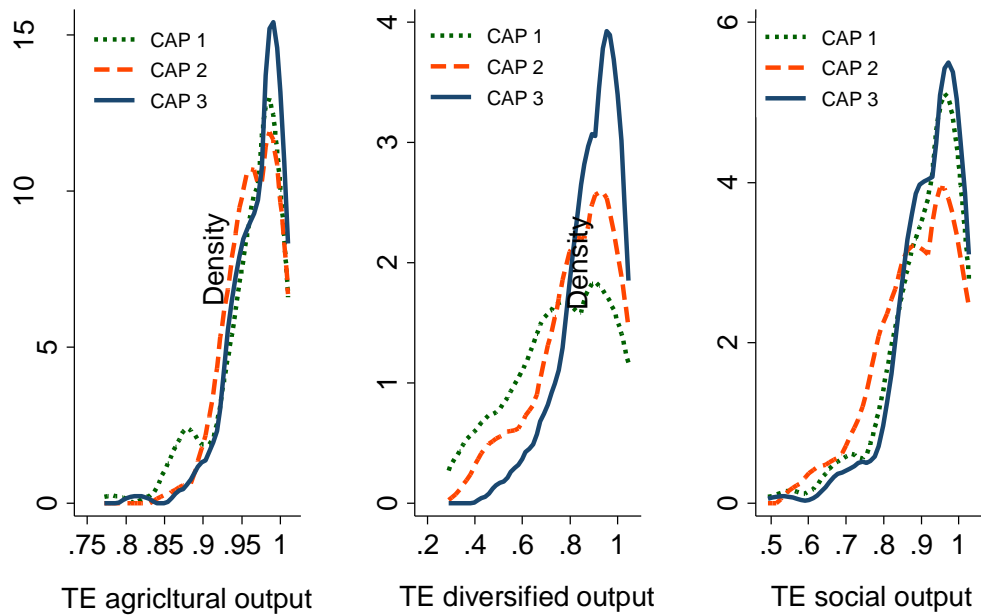 15
10
5
0
CAP 1
CAP 2
CAP 3
.75 .8 .85 .9 .95 1
TE agricltural output
Density
4
3
2
1
0
CAP 1
CAP 2
CAP 3
.2 .4 .6 .8 1
TE diversified output
Density
6
4
2
0
CAP 1
CAP 2
CAP 3
.5 .6 .7 .8 .9 1
TE social output